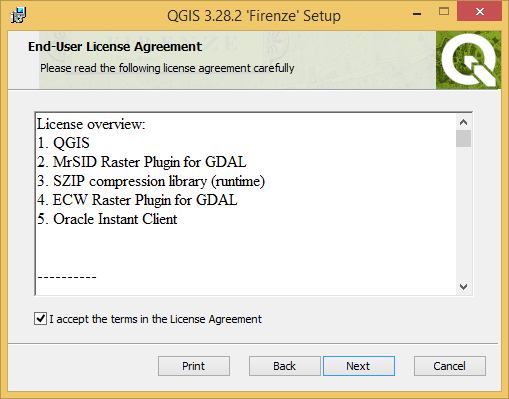 QGIS 3.28.2 'Firenze' Setup
End-User License Agreement
Please read the following license agreement carefully
License overview:
1. QGIS
2. MrSID Raster Plugin for GDAL
3. SZIP compression library (runtime)
4. ECW Raster Plugin for GDAL
5. Oracle Instant Client
----------
I accept the terms in the License Agreement
Print Back Next Cancel